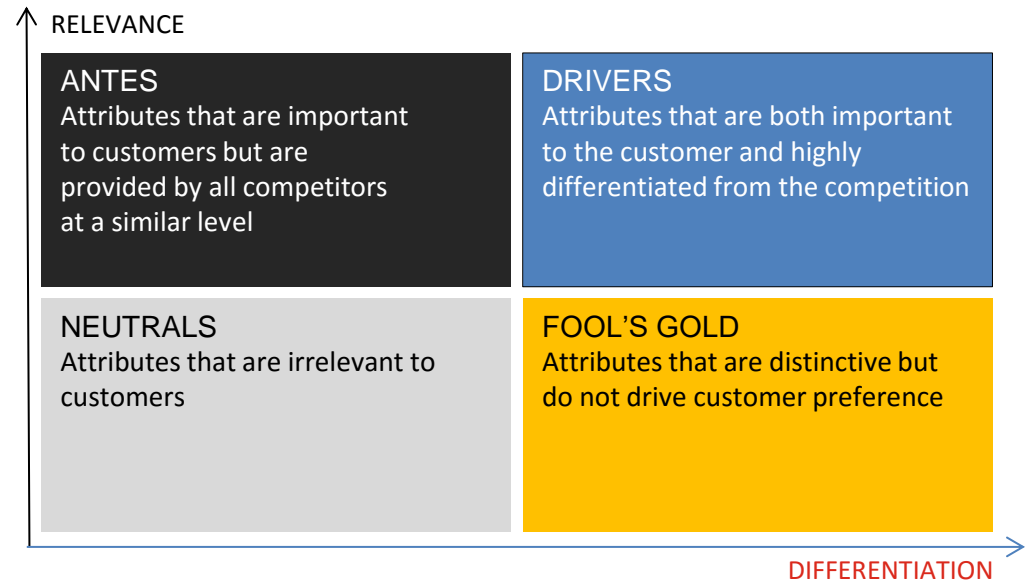 RELEVANCE
ANTES
Attributes that are important
to customers but are
provided by all competitors
at a similar level
DRIVERS
Attributes that are both important
to the customer and highly
differentiated from the competition
NEUTRALS
Attributes that are irrelevant to
customers
FOOL’S GOLD
Attributes that are distinctive but
do not drive customer preference
DIFFERENTIATION